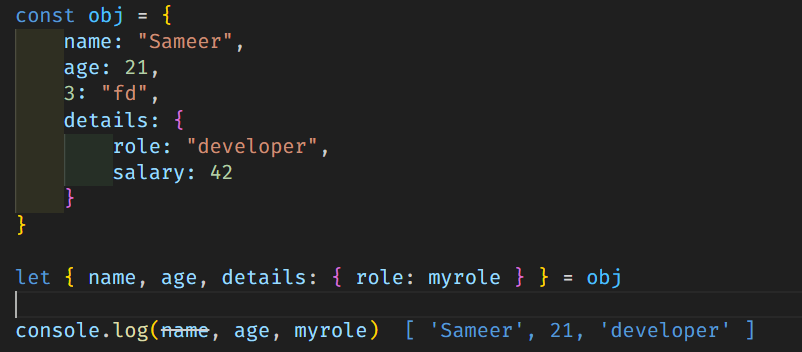 const obj = {
    name: "Sameer",
    age: 21,
    3: "fd",
    details: {
        role: "developer",
        salary: 42
    }
}
let { name, age, details: { role: myrole } } = obj
console.log(name, age, myrole)  [ 'Sameer', 21, 'developer' ]